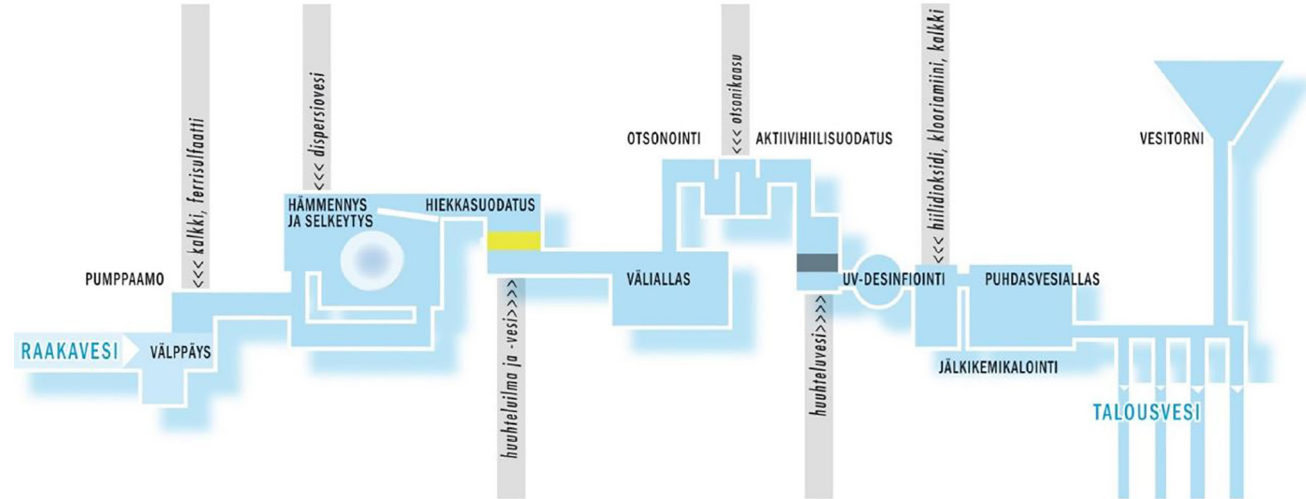 RAAKAVESI
VÄLPPÄYS
PUMPPAAMO
<<< kalkki, ferrisulfaatti
<<< dispersiovesi
HÄMMENNYS
JA SELKEYTYS
HIEKKASUODATUS
huuhteluilma ja -vesi>>>>
VÄLIALLAS
OTSONOINTI
<<< otsonikaasu
AKTIIVIHIILISUODATUS
huuhteluvesi>>>>
UV-DESINFIOINTI
<<< hiilidioksidi, klooriamiini, kalkki
PUHDASVESIALLAS
JÄLKIKEMIKALOINTI
VESITORNI
TALOUSVESI